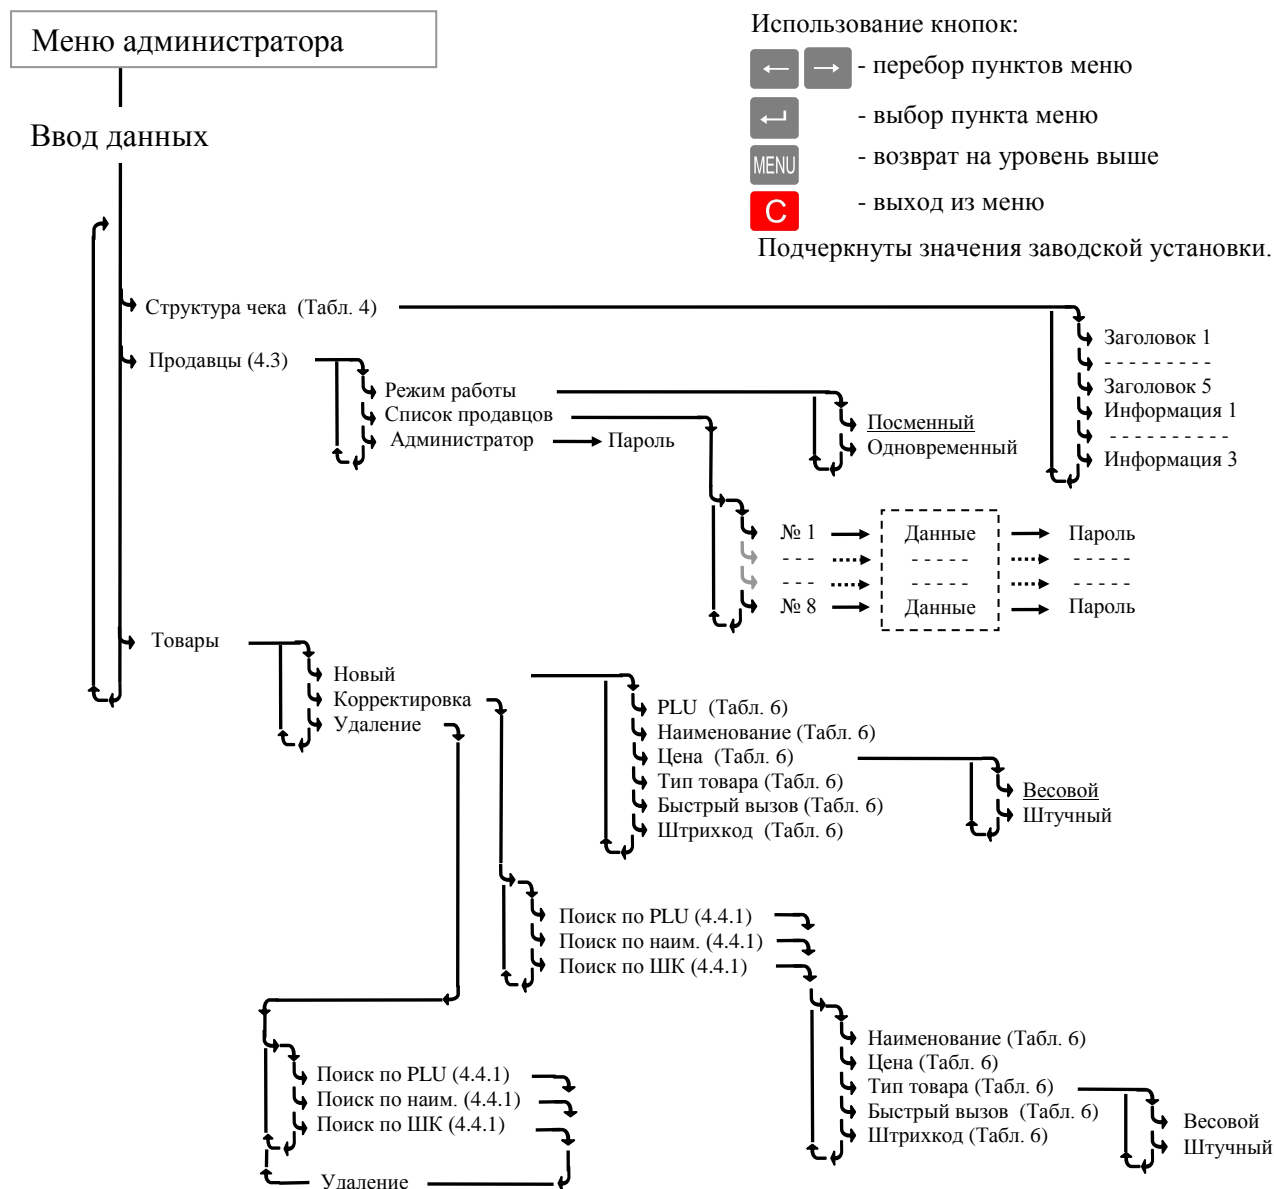 Меню администратора
Использование кнопок:
← → - перебор пунктов меню
- выбор пункта меню
MENU - возврат на уровень выше
C - выход из меню
Подчеркнуты значения заводской установки.
Ввод данных
Структура чека (Табл. 4)
Заголовок 1
- - - - - - - - -
Заголовок 5
Информация 1
- - - - - - - - - -
Информация 3
Продавцы (4.3)
Режим работы
Список продавцов
Администратор
Пароль
Посменный
Одновременный
№ 1 Данные Пароль
- - - - - - - - - - - - -
- - - - - - - - - - - - -
№ 8 Данные Пароль
Товары
Новый
Корректировка
Удаление
PLU (Табл. 6)
Наименование (Табл. 6)
Цена (Табл. 6)
Тип товара (Табл. 6)
Быстрый вызов (Табл. 6)
Штрихкод (Табл. 6)
Весовой
Штучный
Поиск по PLU (4.4.1)
Поиск по наим. (4.4.1)
Поиск по ШК (4.4.1)
Наименование (Табл. 6)
Цена (Табл. 6)
Тип товара (Табл. 6)
Быстрый вызов (Табл. 6)
Штрихкод (Табл. 6)
Весовой
Штучный
Поиск по PLU (4.4.1)
Поиск по наим. (4.4.1)
Поиск по ШК (4.4.1)
Удаление